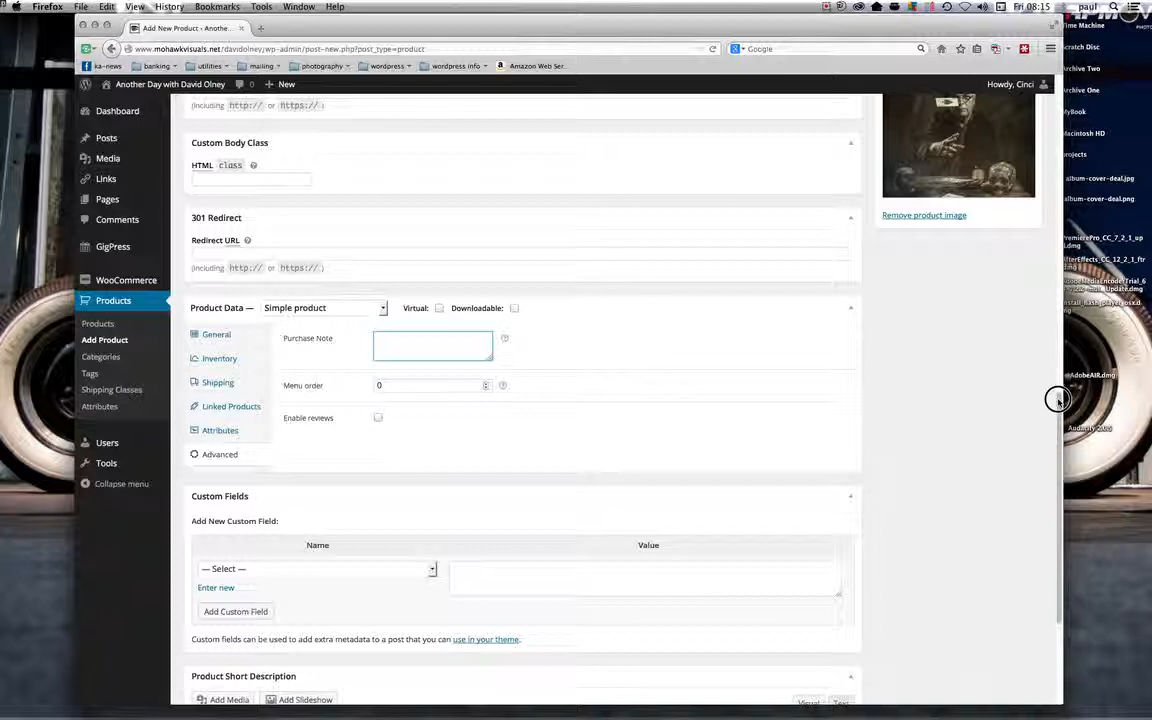 Firefox File Edit View History Bookmarks Tools Window Help Fri 08:15 paul
Add New Product ‹ Anothe...
www.mohawkvisuals.net/davidolney/wp-admin/post-new.php?post_type=product Google
ka-news banking utilities mailing photography wordpress wordpress info Amazon Web Ser...
Another Day with David Olney 0 New Howdy, Cinci
Dashboard
Posts
Media
Links
Pages
Comments
GigPress
WooCommerce
Products
Products
Add Product
Categories
Tags
Shipping Classes
Attributes
Users
Tools
Collapse menu
(Including http:// or https://)
Custom Body Class
HTML class
301 Redirect
Redirect URL
(Including http:// or https://)
Product Data — Simple product Virtual: Downloadable:
General
Inventory
Shipping
Linked Products
Attributes
Advanced
Purchase Note
Menu order 0
Enable reviews
Custom Fields
Add New Custom Field:
Name Value
— Select —
Enter new
Add Custom Field
Custom fields can be used to add extra metadata to a post that you can use in your theme.
Product Short Description
Add Media Add Slideshow Visual Text
Remove product image
Time Machine
Scratch Disc
Archive Two
Archive One
MyBook
Macintosh HD
projects
album-cover-deal.jpg
album-cover-deal.png
AdobeAIR.dmg